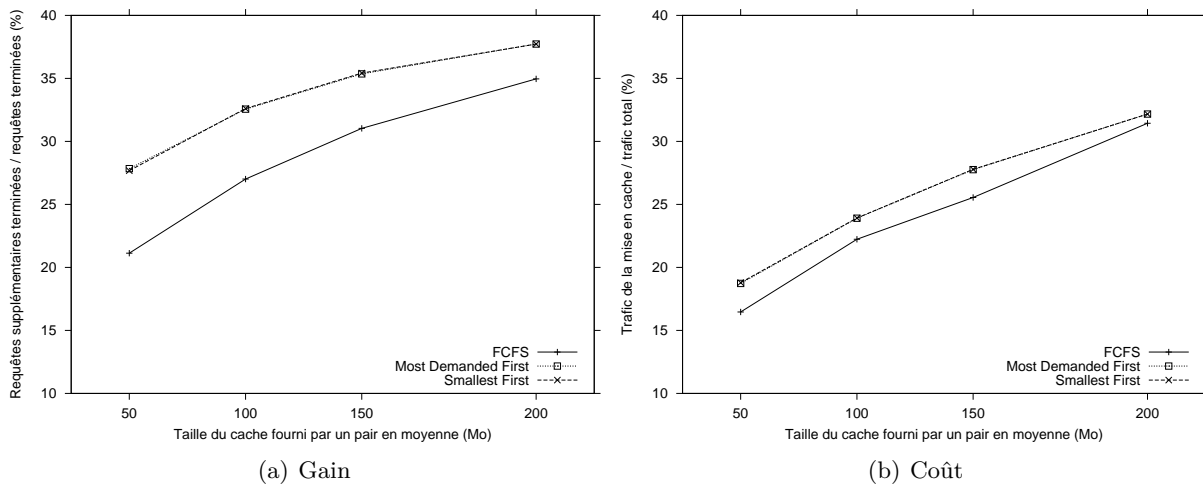 Requêtes supplémentaires terminées / requêtes terminées (%)
40
35
30
25
20
15
10
FCFS
Most Demanded First
Smallest First
50
100
150
200
Taille du cache fourni par un pair en moyenne (Mo)
(a) Gain
Trafic de la mise en cache / trafic total (%)
40
35
30
25
20
15
10
FCFS
Most Demanded First
Smallest First
50
100
150
200
Taille du cache fourni par un pair en moyenne (Mo)
(b) Coût